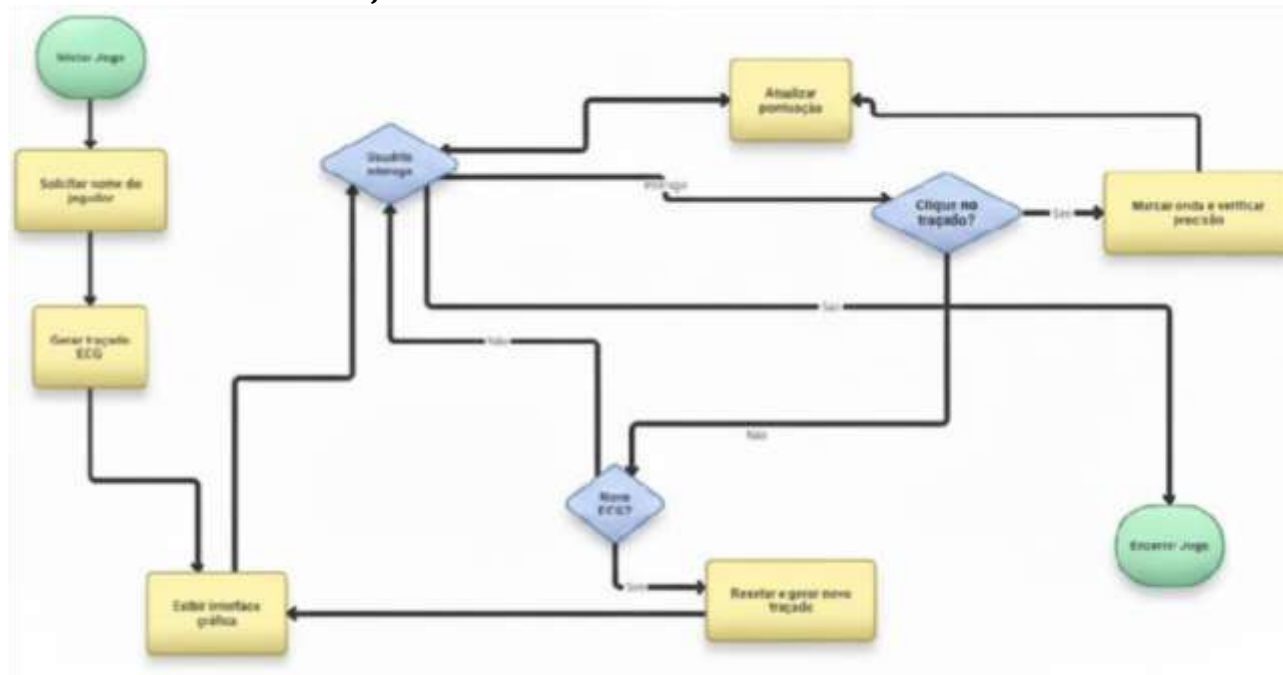 Iniciar Jogo
Solicitar nome do
jogador
Gerar traçado
ECG
Exibir interface
gráfica
Usuário
interage
Atualizar
pontuação
interage
Clique no
traçado?
Sim
Marcar onda e verificar
precisão
Sair
Não
Não
Novo
ECG?
Sim
Resetar e gerar novo
traçado
Encerrar Jogo